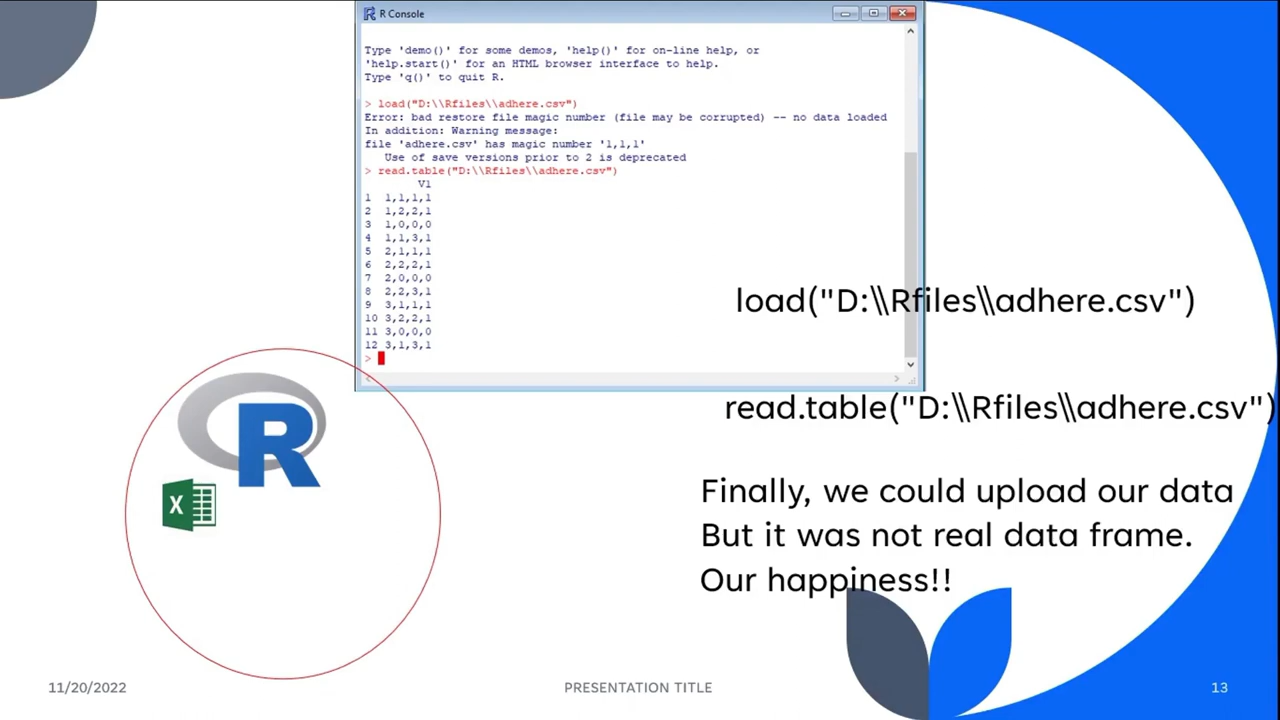 R Console
Type 'demo()' for some demos, 'help()' for on-line help, or
'help.start()' for an HTML browser interface to help.
Type 'q()' to quit R.
> load("D:\\Rfiles\\adhere.csv")
Error: bad restore file magic number (file may be corrupted) -- no data loaded
In addition: Warning message:
file 'adhere.csv' has magic number '1,1,1'
Use of save versions prior to 2 is deprecated
> read.table("D:\\Rfiles\\adhere.csv")
V1
1 1,1,1,1
2 1,2,2,1
3 1,0,0,0
4 1,1,3,1
5 2,1,1,1
6 2,2,2,1
7 2,0,0,0
8 2,2,3,1
9 3,1,1,1
10 3,2,2,1
11 3,0,0,0
12 3,1,3,1
>
load("D:\\Rfiles\\adhere.csv")
read.table("D:\\Rfiles\\adhere.csv")
Finally, we could upload our data
But it was not real data frame.
Our happiness!!
R
X
11/20/2022
PRESENTATION TITLE
13